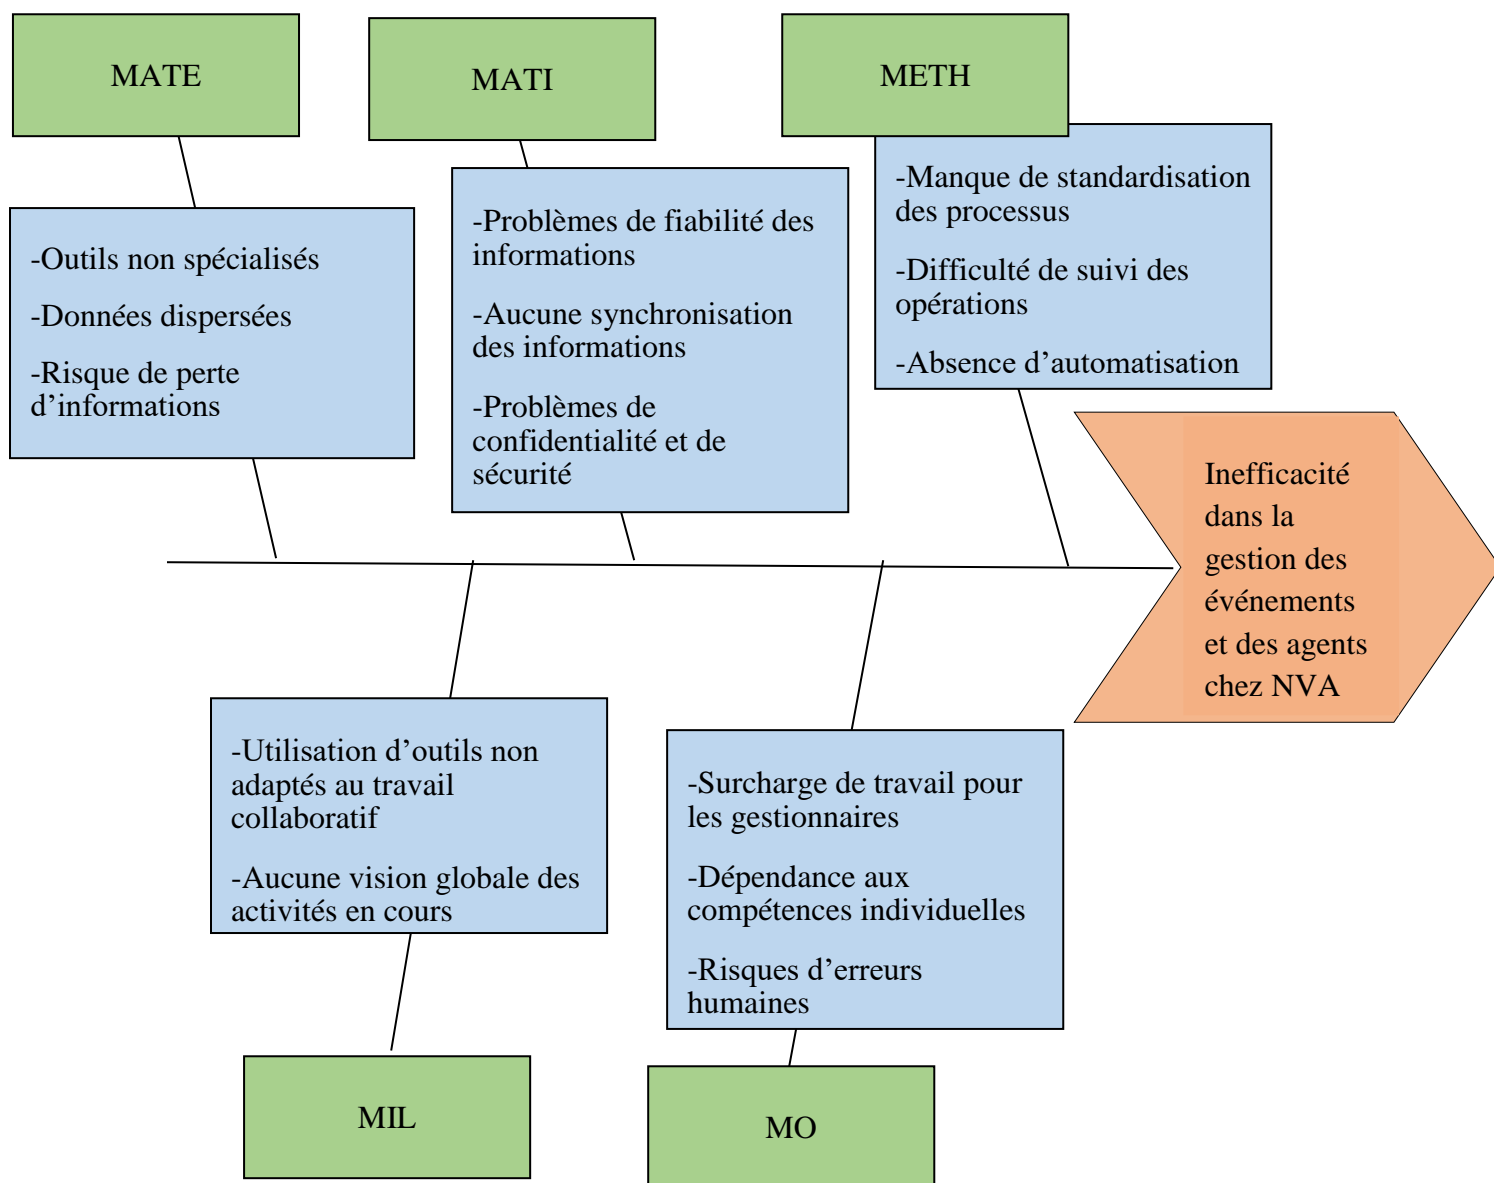 MATE
MATI
METH
-Outils non spécialisés
-Données dispersées
-Risque de perte
d’informations
-Problèmes de fiabilité des
informations
-Aucune synchronisation
des informations
-Problèmes de
confidentialité et de
sécurité
-Manque de standardisation
des processus
-Difficulté de suivi des
opérations
-Absence d’automatisation
Inefficacité
dans la
gestion des
événements
et des agents
chez NVA
-Utilisation d’outils non
adaptés au travail
collaboratif
-Aucune vision globale des
activités en cours
-Surcharge de travail pour
les gestionnaires
-Dépendance aux
compétences individuelles
-Risques d’erreurs
humaines
MIL
MO